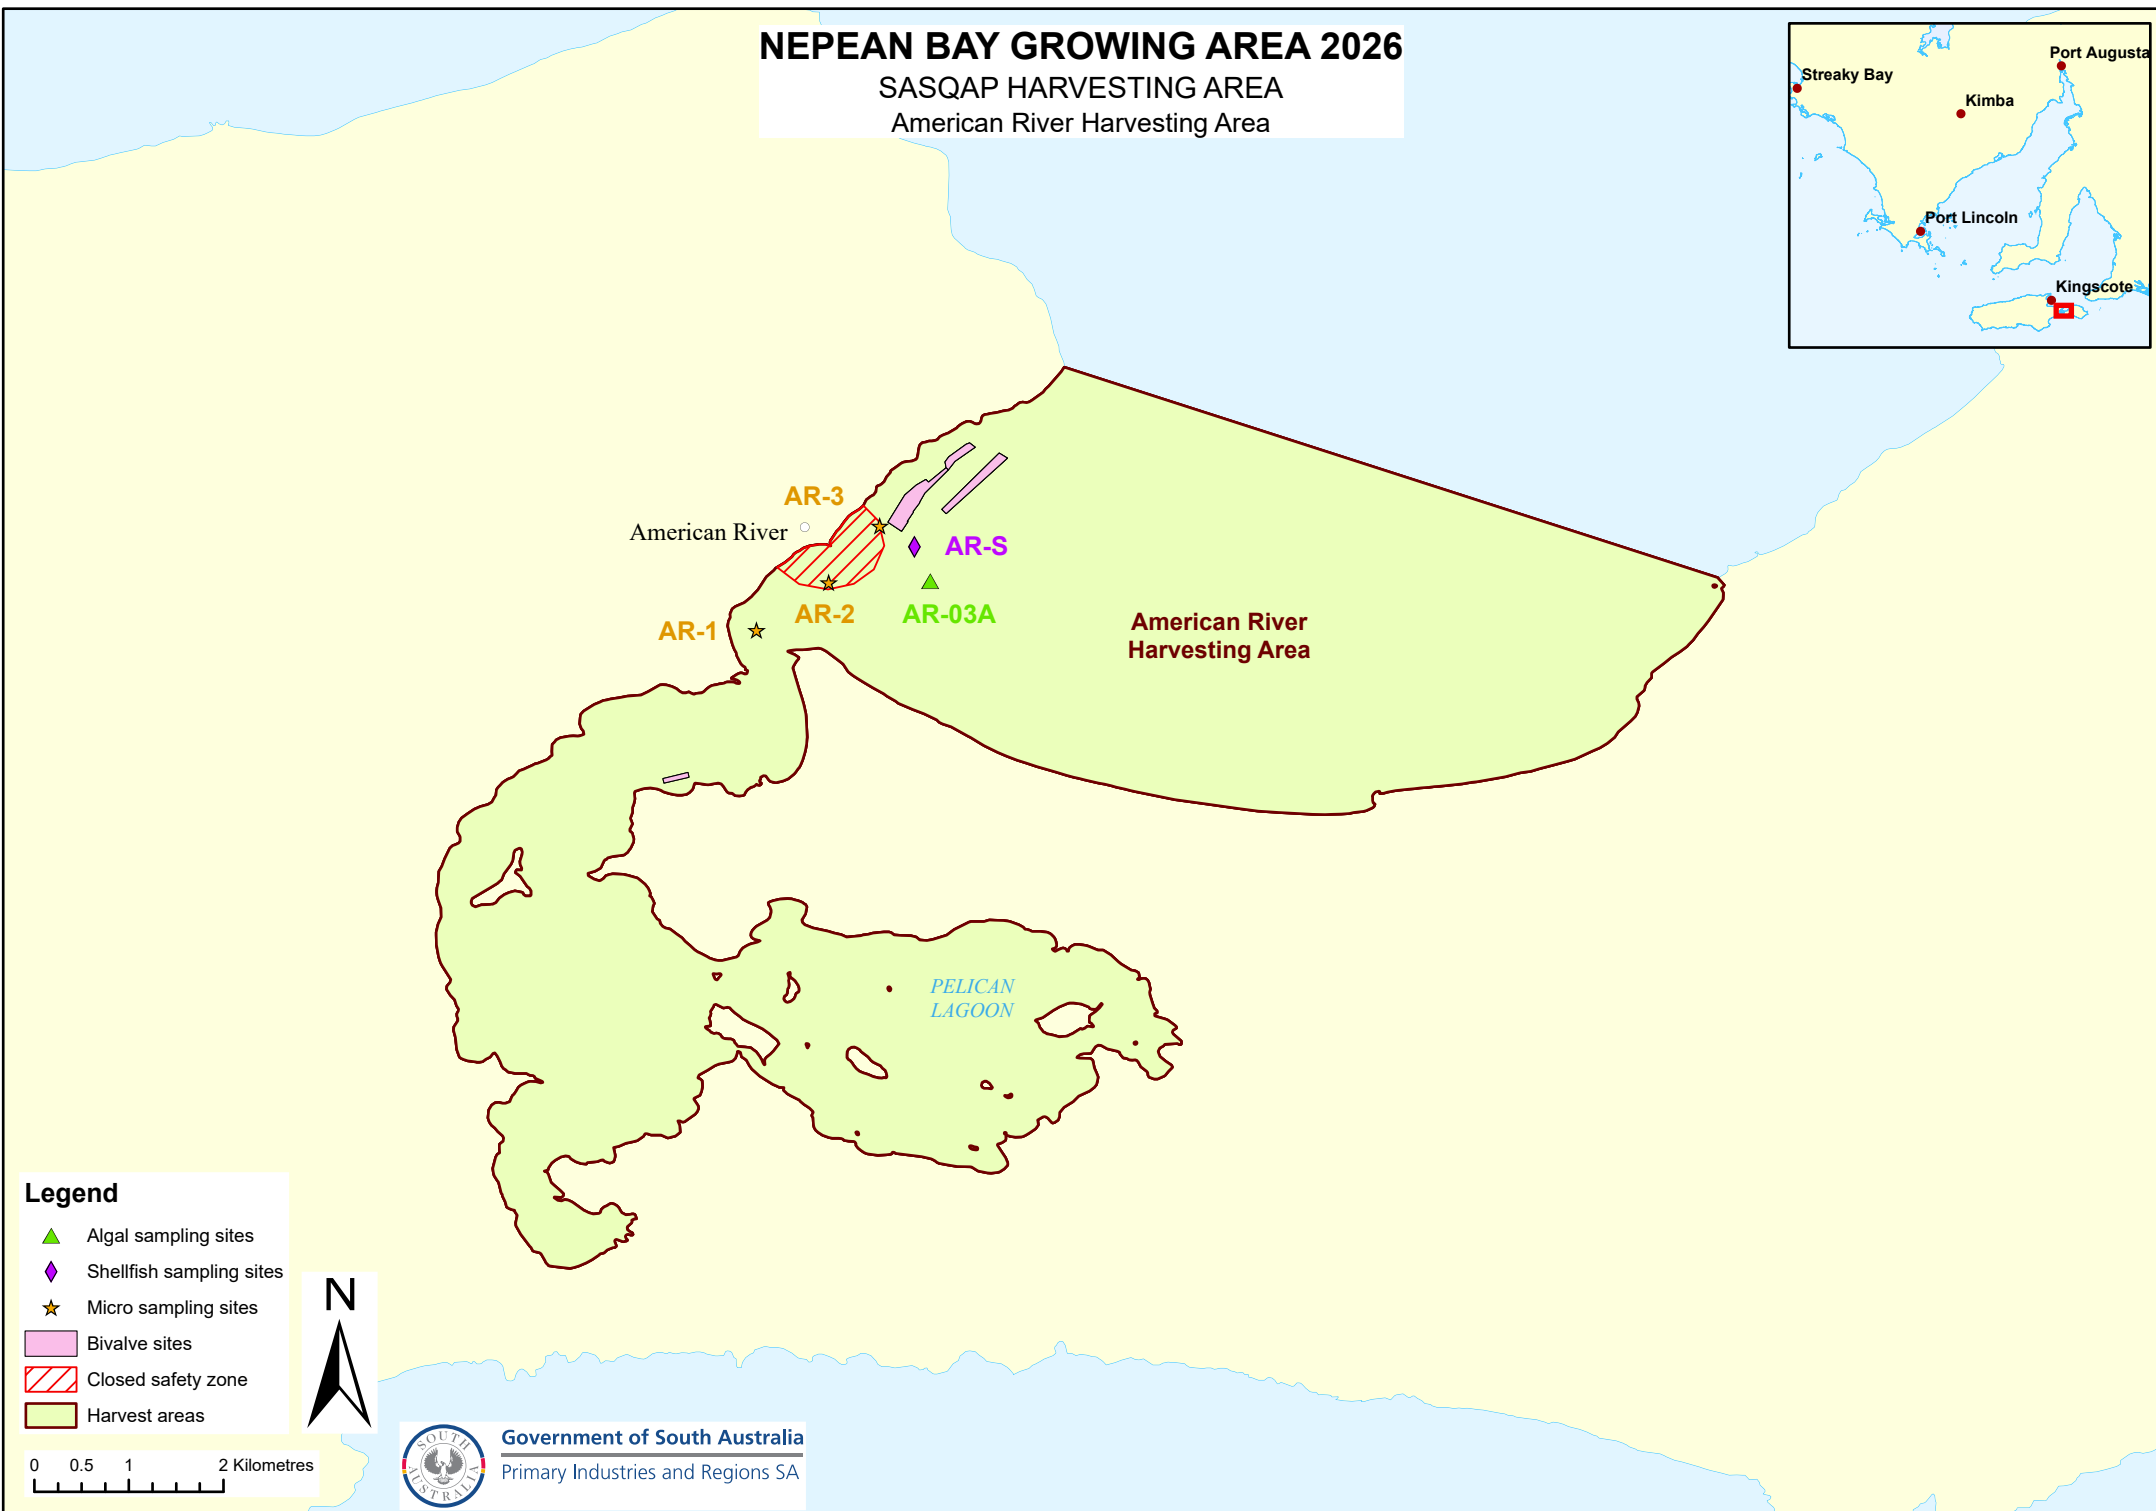 NEPEAN BAY GROWING AREA 2026
SASQAP HARVESTING AREA
American River Harvesting Area
Port Augusta
Streaky Bay
Kimba
Port Lincoln
Kingscote
AR-3
American River
AR-S
AR-2
AR-03A
AR-1
American River
Harvesting Area
PELICAN
LAGOON
Legend
Algal sampling sites
Shellfish sampling sites
Micro sampling sites
Bivalve sites
Closed safety zone
Harvest areas
N
0 0.5 1 2 Kilometres
SOUTH
AUSTRALIA
Government of South Australia
Primary Industries and Regions SA